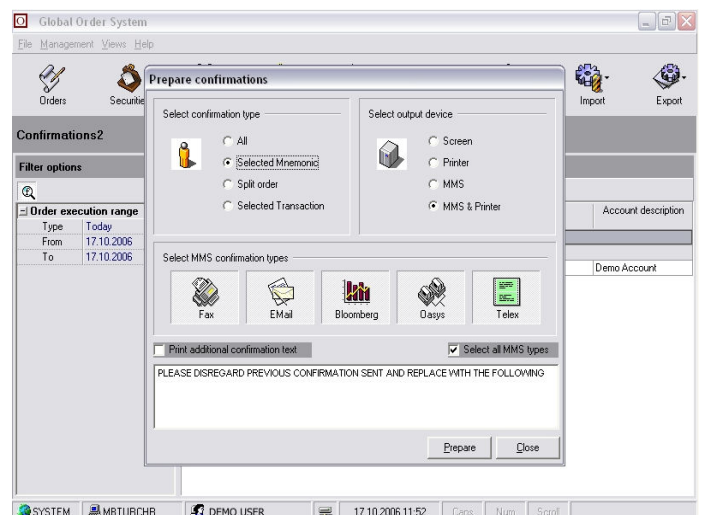 Global Order System
File Management Views Help
Orders
Import
Export
Prepare confirmations
Confirmations2
Filter options
Order execution range
Type Today
From 17.10.2006
To 17.10.2006
Select confirmation type
All
Selected Mnemonic
Split order
Selected Transaction
Select output device
Screen
Printer
MMS
MMS & Printer
Account description
Demo Account
Select MMS confirmation types
Fax
EMail
Bloomberg
Oasys
Telex
Print additional confirmation text
Select all MMS types
PLEASE DISREGARD PREVIOUS CONFIRMATION SENT AND REPLACE WITH THE FOLLOWING
Prepare
Close
SYSTEM MBTURCHB DEMO USER 17.10.2006 11:52 Caps Num Scroll